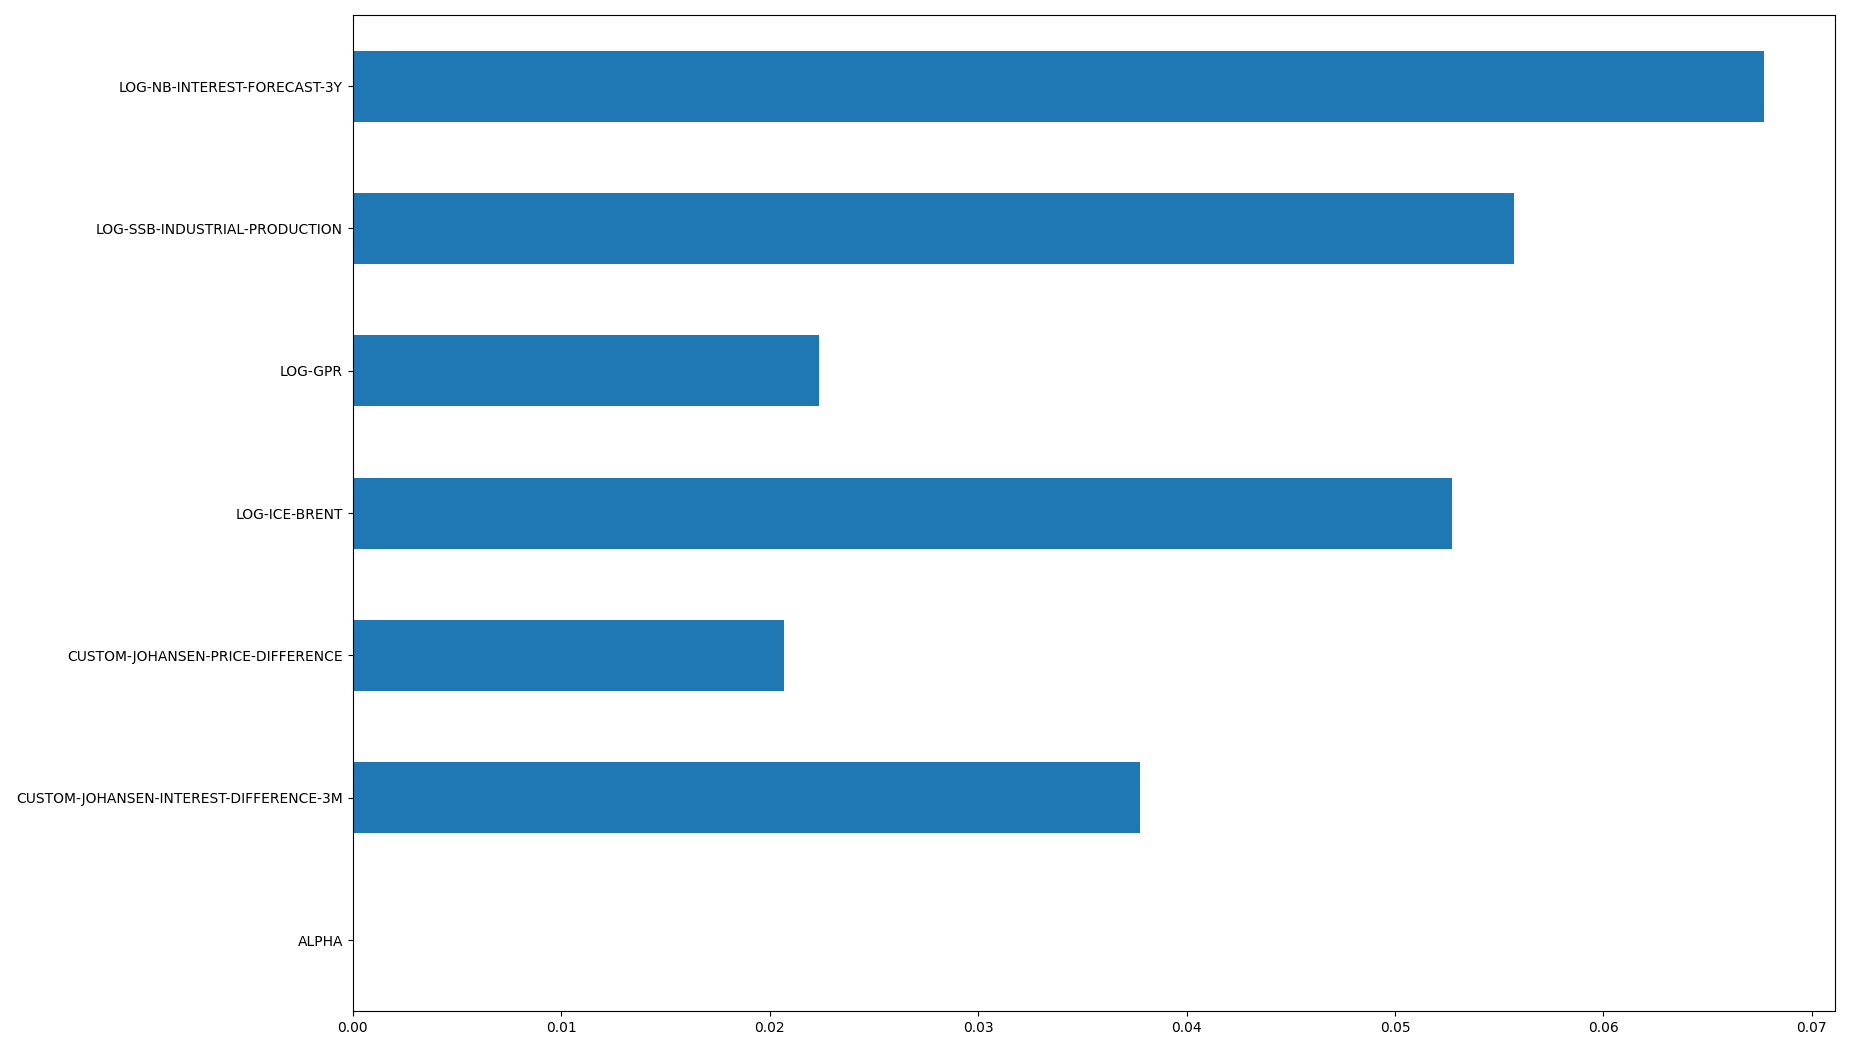 LOG-NB-INTEREST-FORECAST-3Y
LOG-SSB-INDUSTRIAL-PRODUCTION
LOG-GPR
LOG-ICE-BRENT
CUSTOM-JOHANSEN-PRICE-DIFFERENCE
CUSTOM-JOHANSEN-INTEREST-DIFFERENCE-3M
ALPHA
0.00 0.01 0.02 0.03 0.04 0.05 0.06 0.07